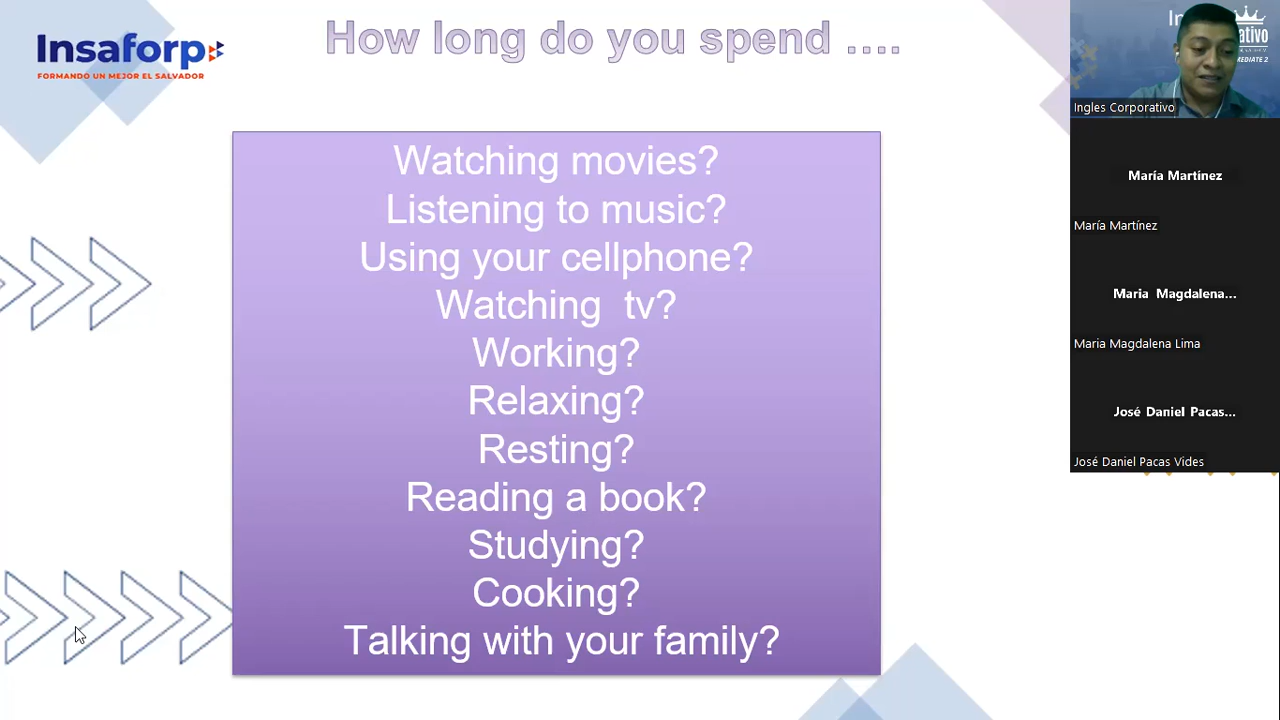 Insaforp
FORMANDO UN MEJOR EL SALVADOR
How long do you spend ....
Watching movies?
Listening to music?
Using your cellphone?
Watching tv?
Working?
Relaxing?
Resting?
Reading a book?
Studying?
Cooking?
Talking with your family?
Ingles Corporativo
María Martínez
María Martínez
Maria Magdalena...
Maria Magdalena Lima
José Daniel Pacas...
José Daniel Pacas Vides